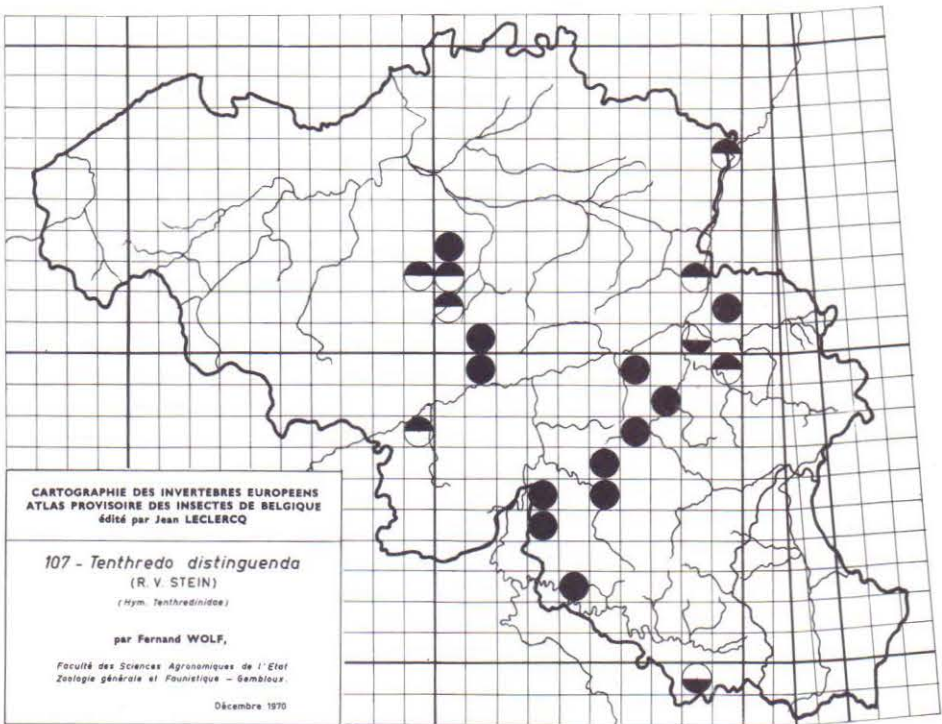 CARTOGRAPHIE DES INVERTEBRES EUROPEENS
ATLAS PROVISOIRE DES INSECTES DE BELGIQUE
édité par Jean LECLERCQ
107 - Tenthredo distinguenda
(R. V. STEIN)
(Hym. Tenthredinidae)
par Fernand WOLF,
Faculté des Sciences Agronomiques de l'Etat
Zoologie générale et Faunistique - Gembloux.
Décembre 1970